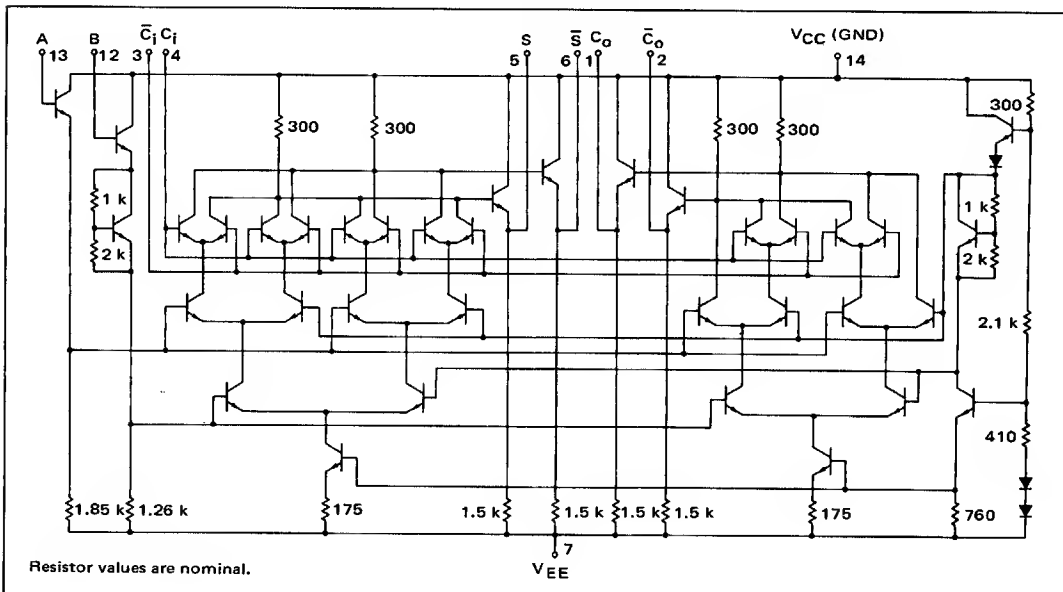 A B C̄i Ci S S̄ Co C̄o VCC (GND)
13 12 3 4 5 6 1 2 14
300 300 300 300 300
1 k 1 k
2 k 2 k
2.1 k
410
1.85 k 1.26 k 175 1.5 k 1.5 k 1.5 k 1.5 k 175 760
7
VEE
Resistor values are nominal.